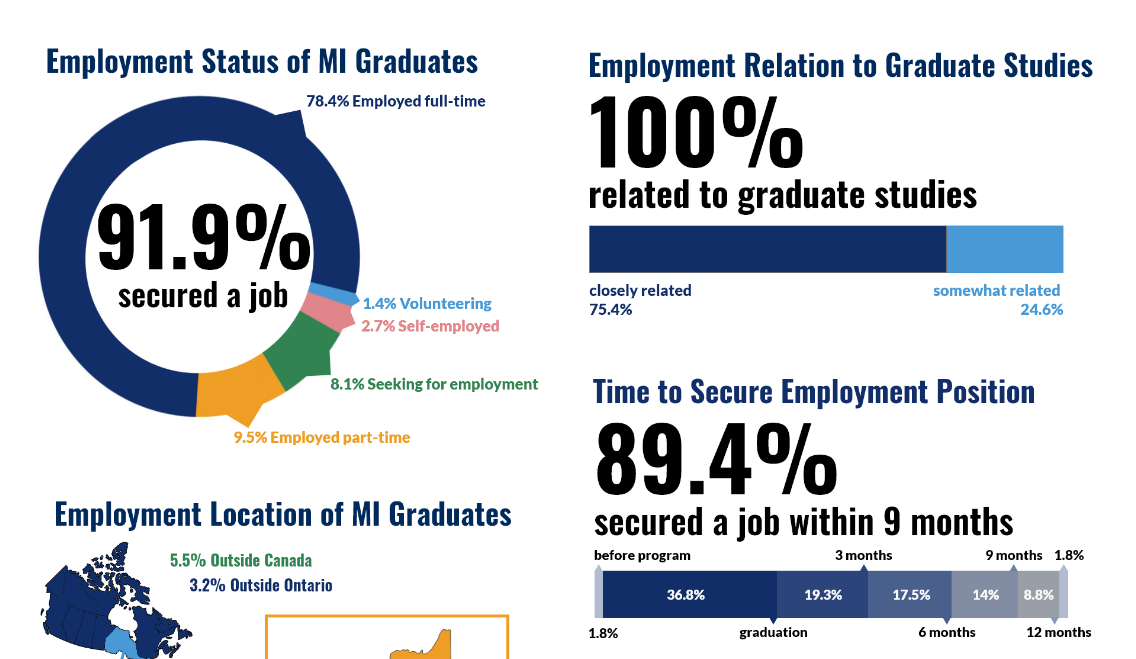 Employment Status of MI Graduates
78.4% Employed full-time
91.9%
secured a job
1.4% Volunteering
2.7% Self-employed
8.1% Seeking for employment
9.5% Employed part-time
Employment Location of MI Graduates
5.5% Outside Canada
3.2% Outside Ontario
Employment Relation to Graduate Studies
100%
related to graduate studies
closely related somewhat related
75.4% 24.6%
Time to Secure Employment Position
89.4%
secured a job within 9 months
before program 3 months 9 months 1.8%
36.8% 19.3% 17.5% 14% 8.8%
1.8% graduation 6 months 12 months